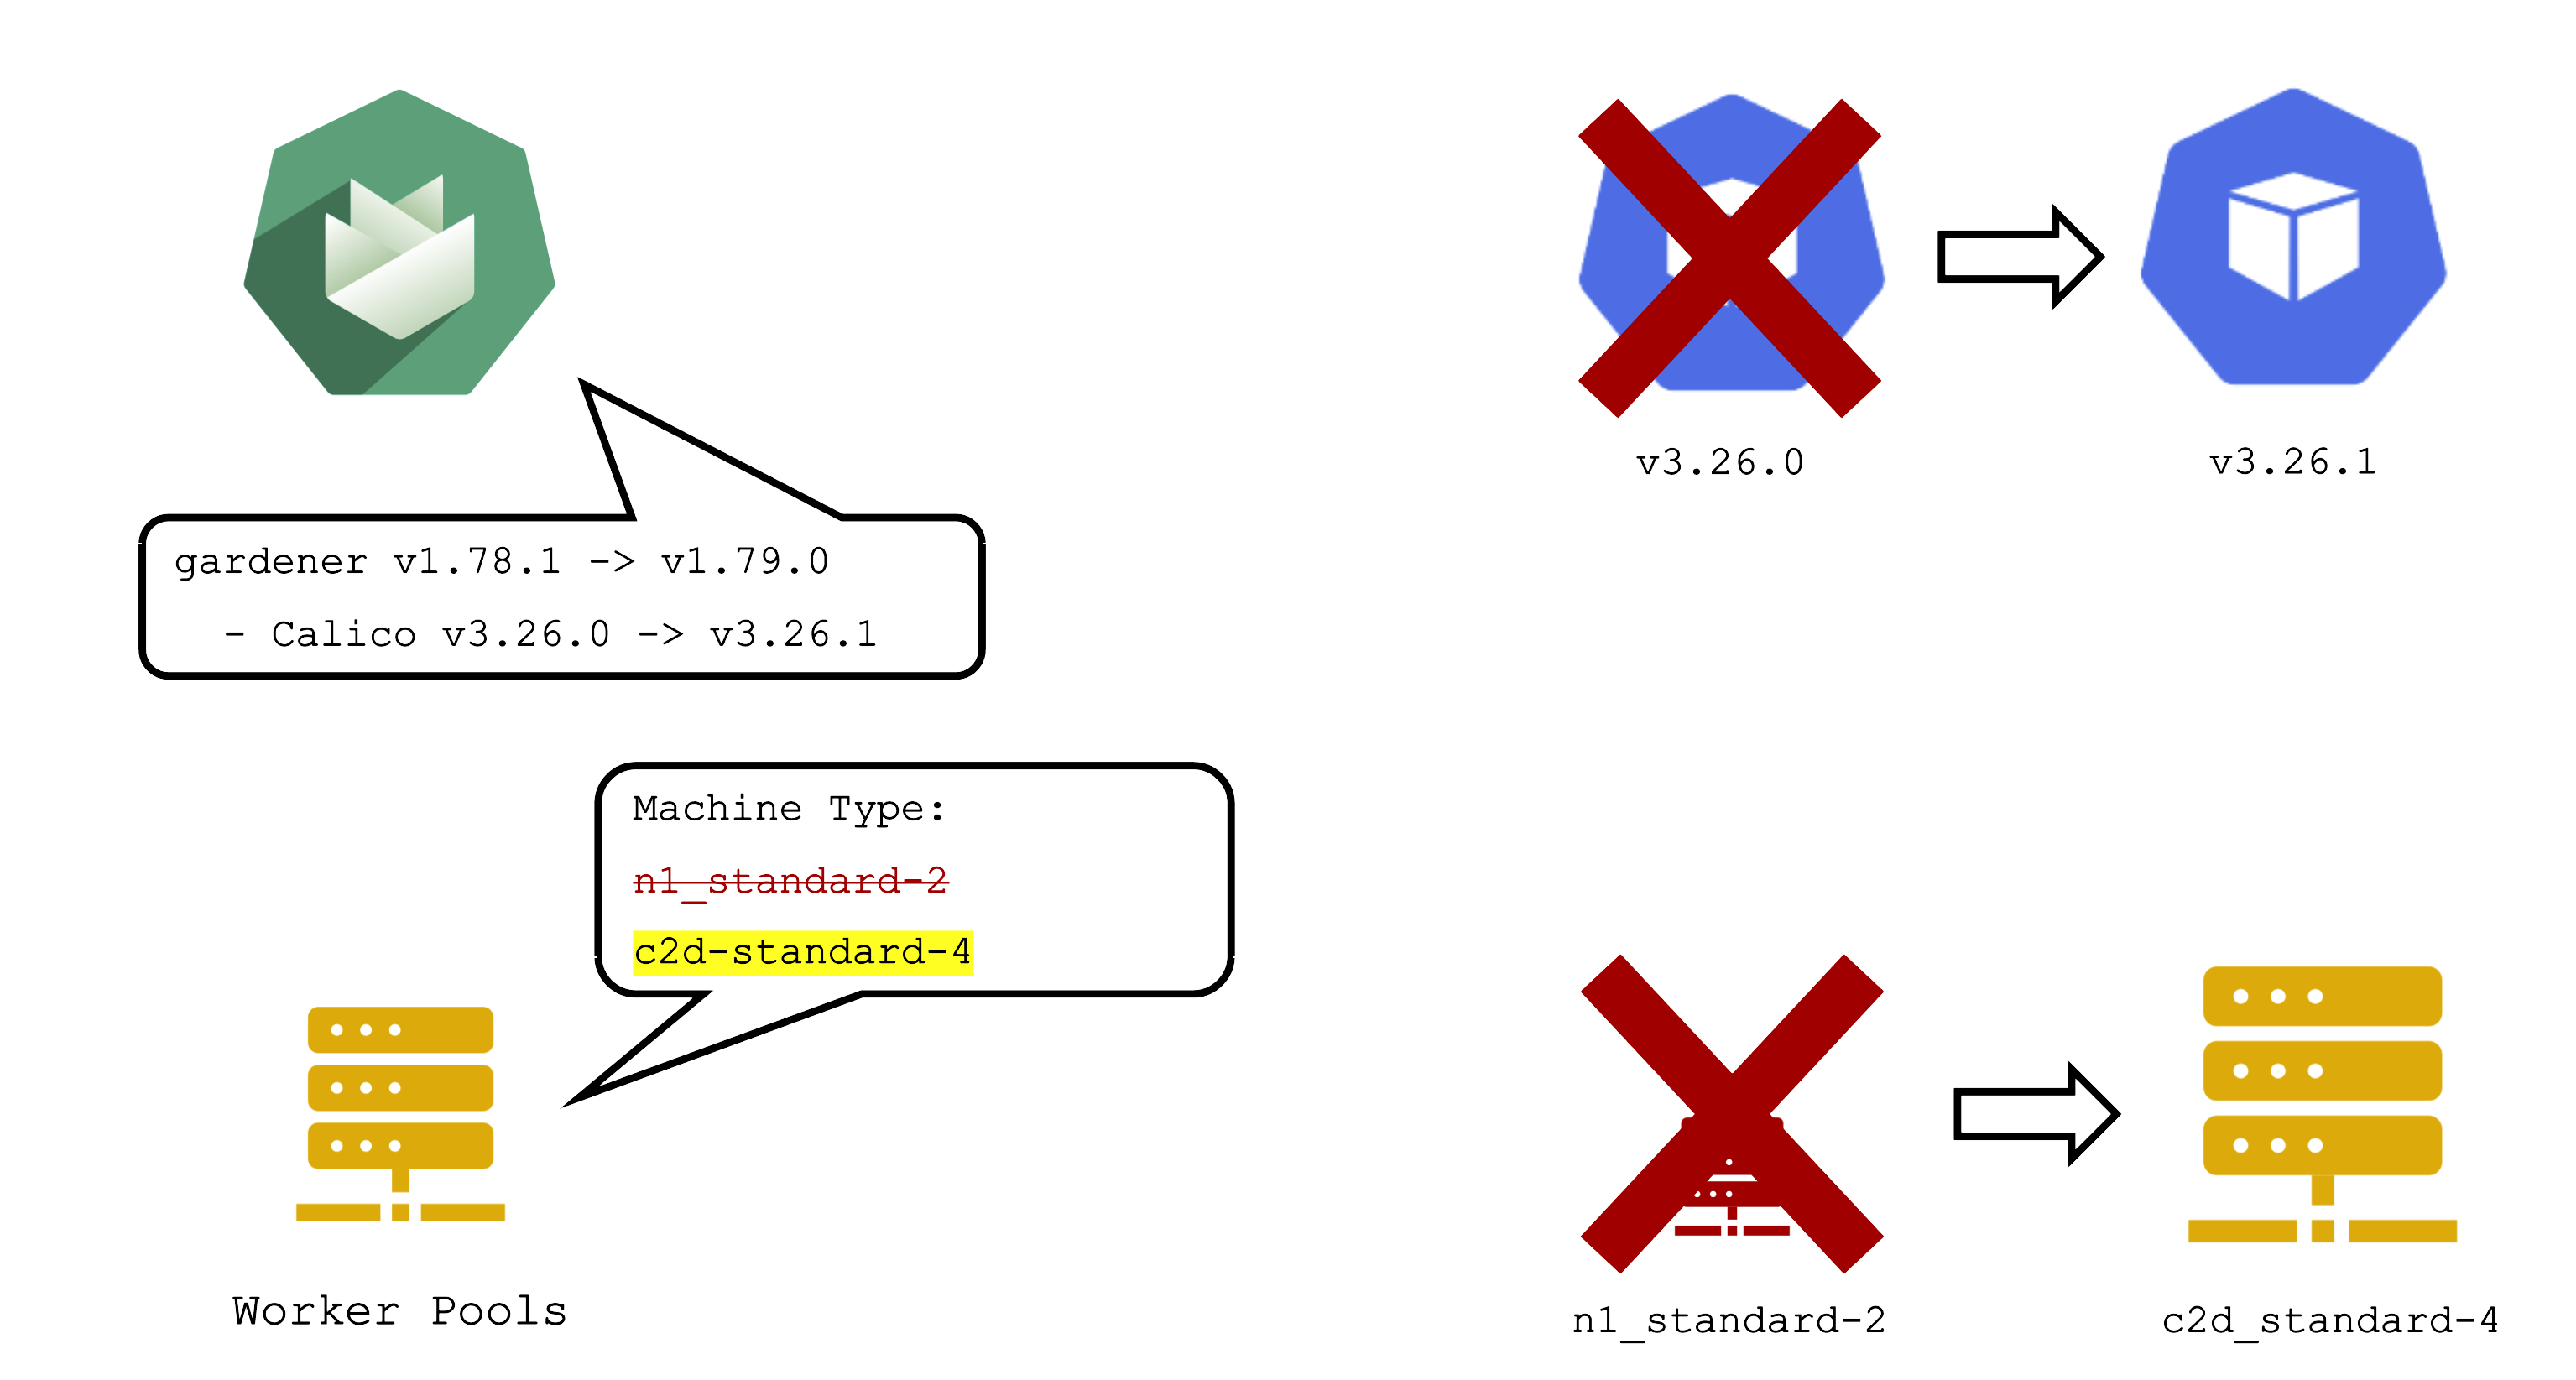 v3.26.0
v3.26.1
gardener v1.78.1 -> v1.79.0
- Calico v3.26.0 -> v3.26.1
Machine Type:
n1_standard-2
c2d-standard-4
Worker Pools
n1_standard-2
c2d_standard-4